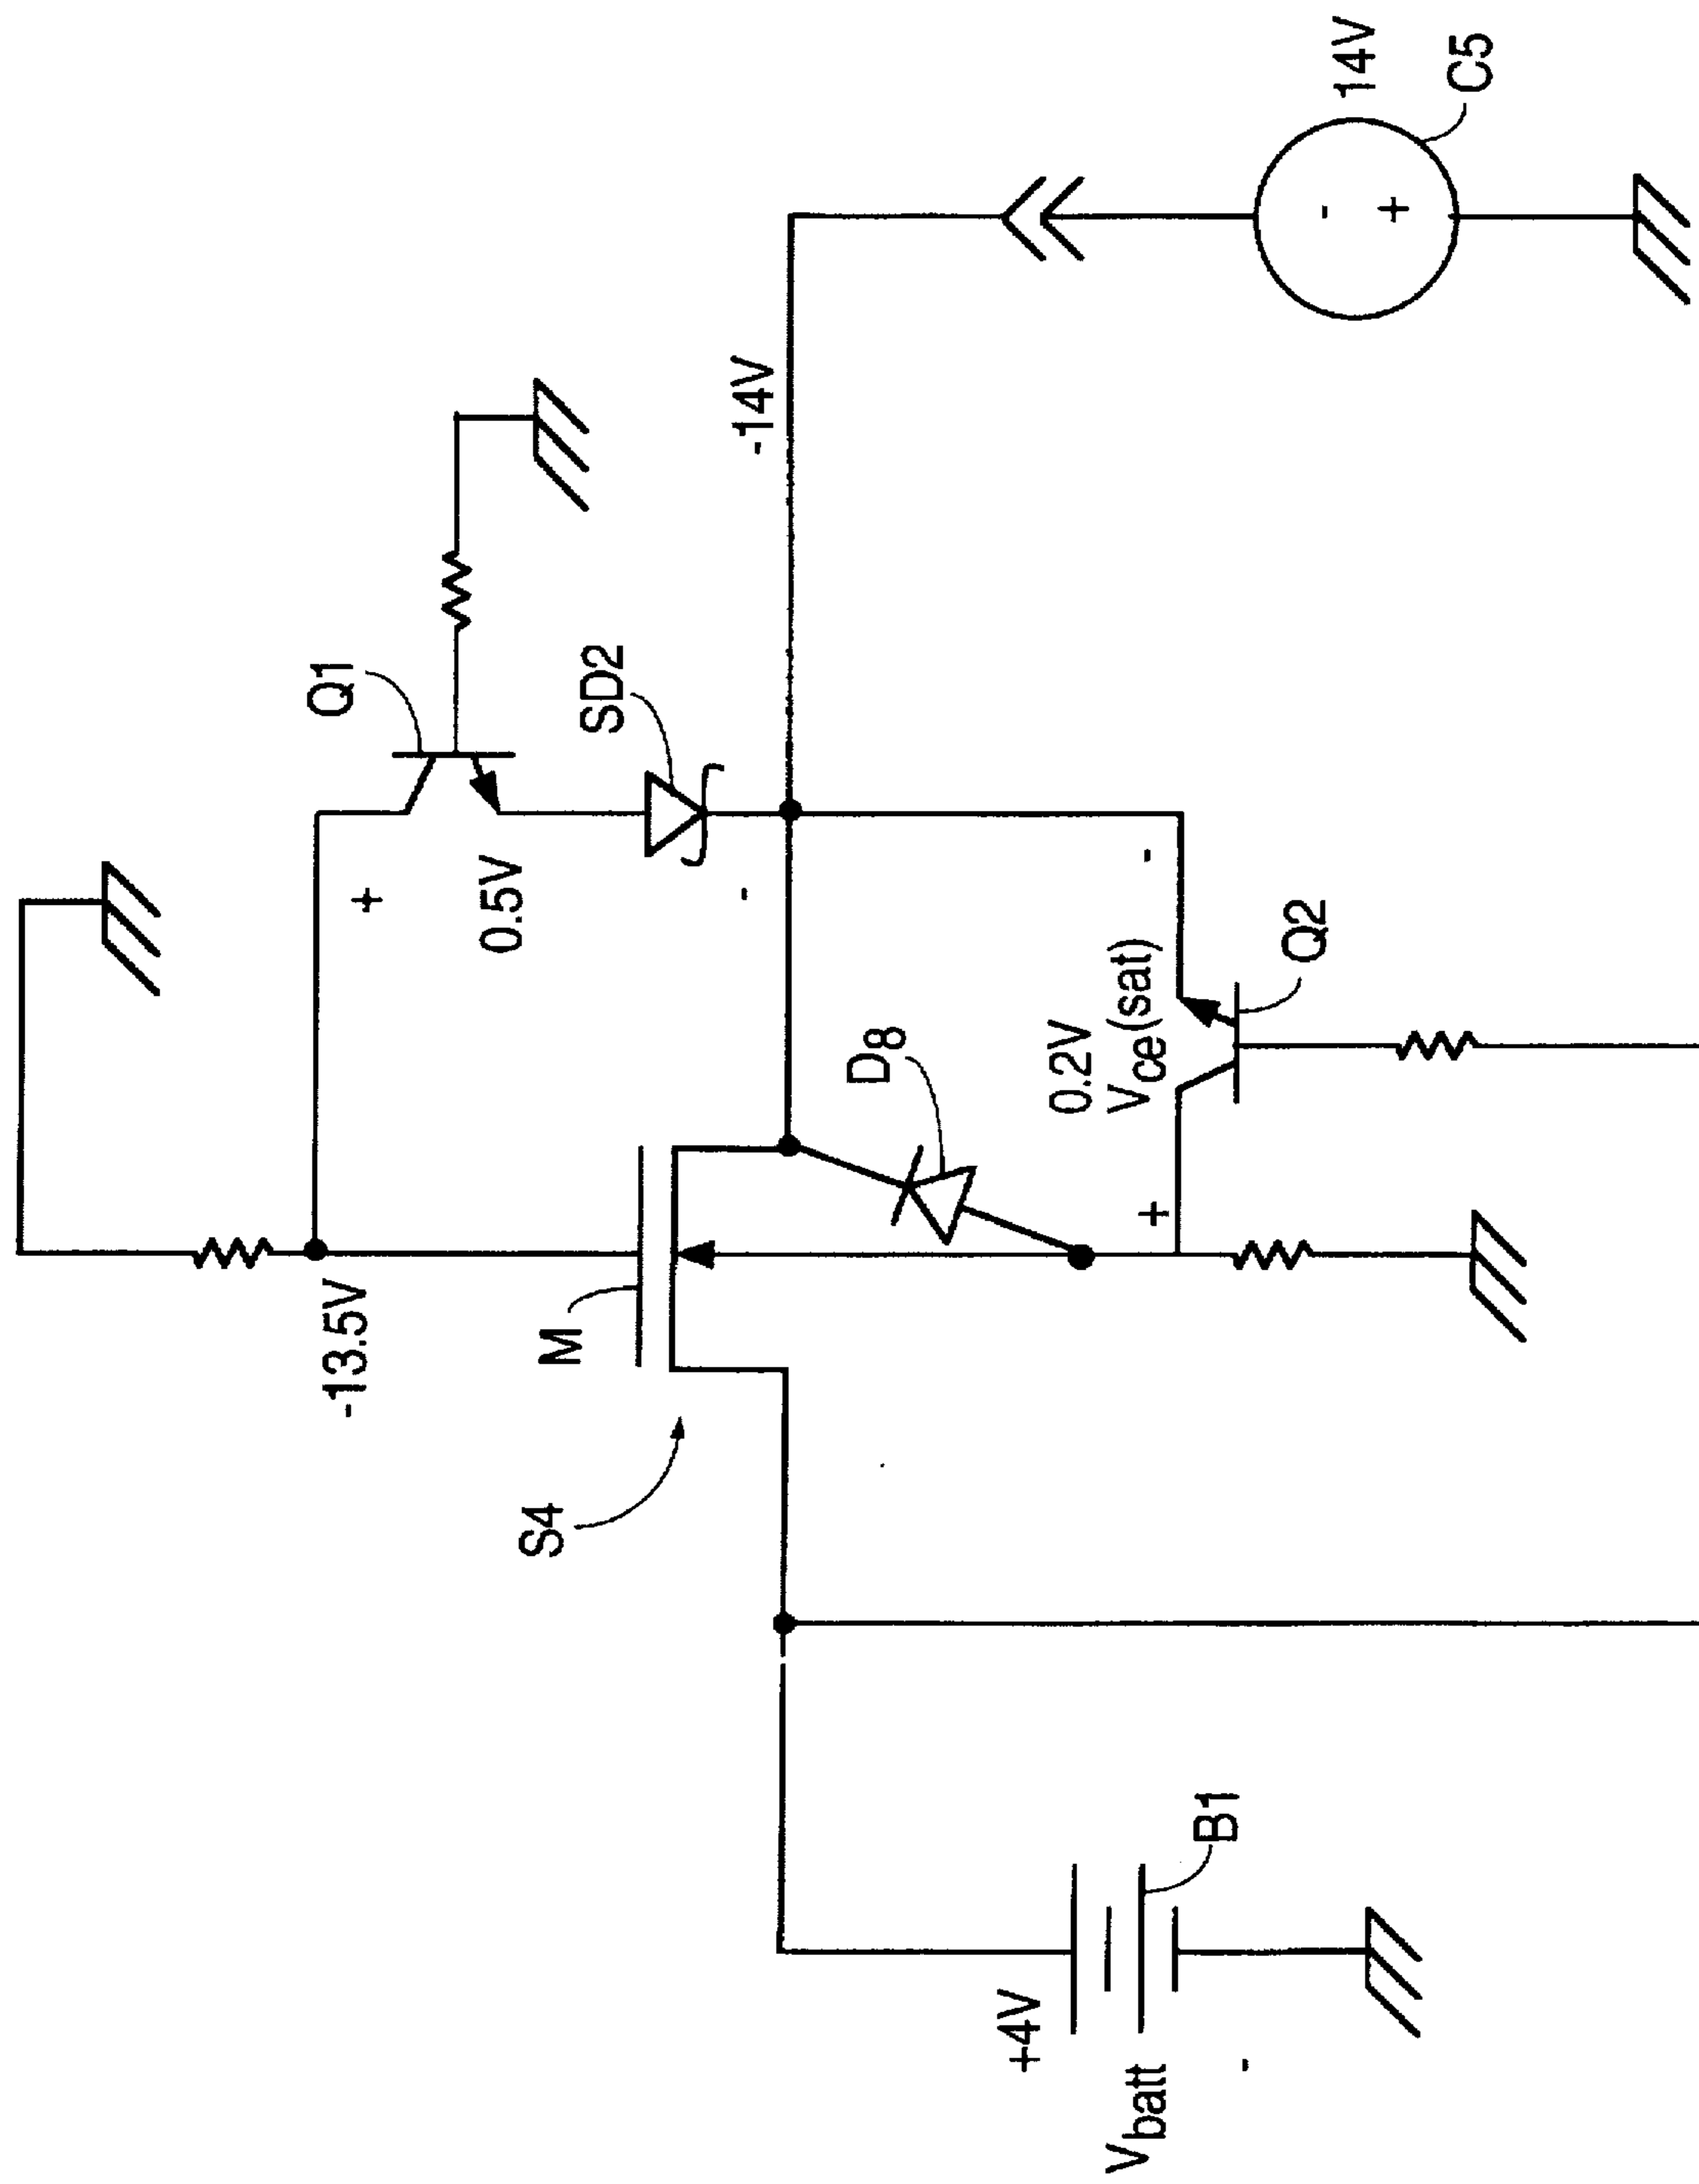 Q1
-13.5V
+
0.5V
SD2
-
-14V
M
S4
D8
0.2V
Vce(sat)
+
-
Q2
+4V
Vbatt
-
B1
14V
-
+
C5